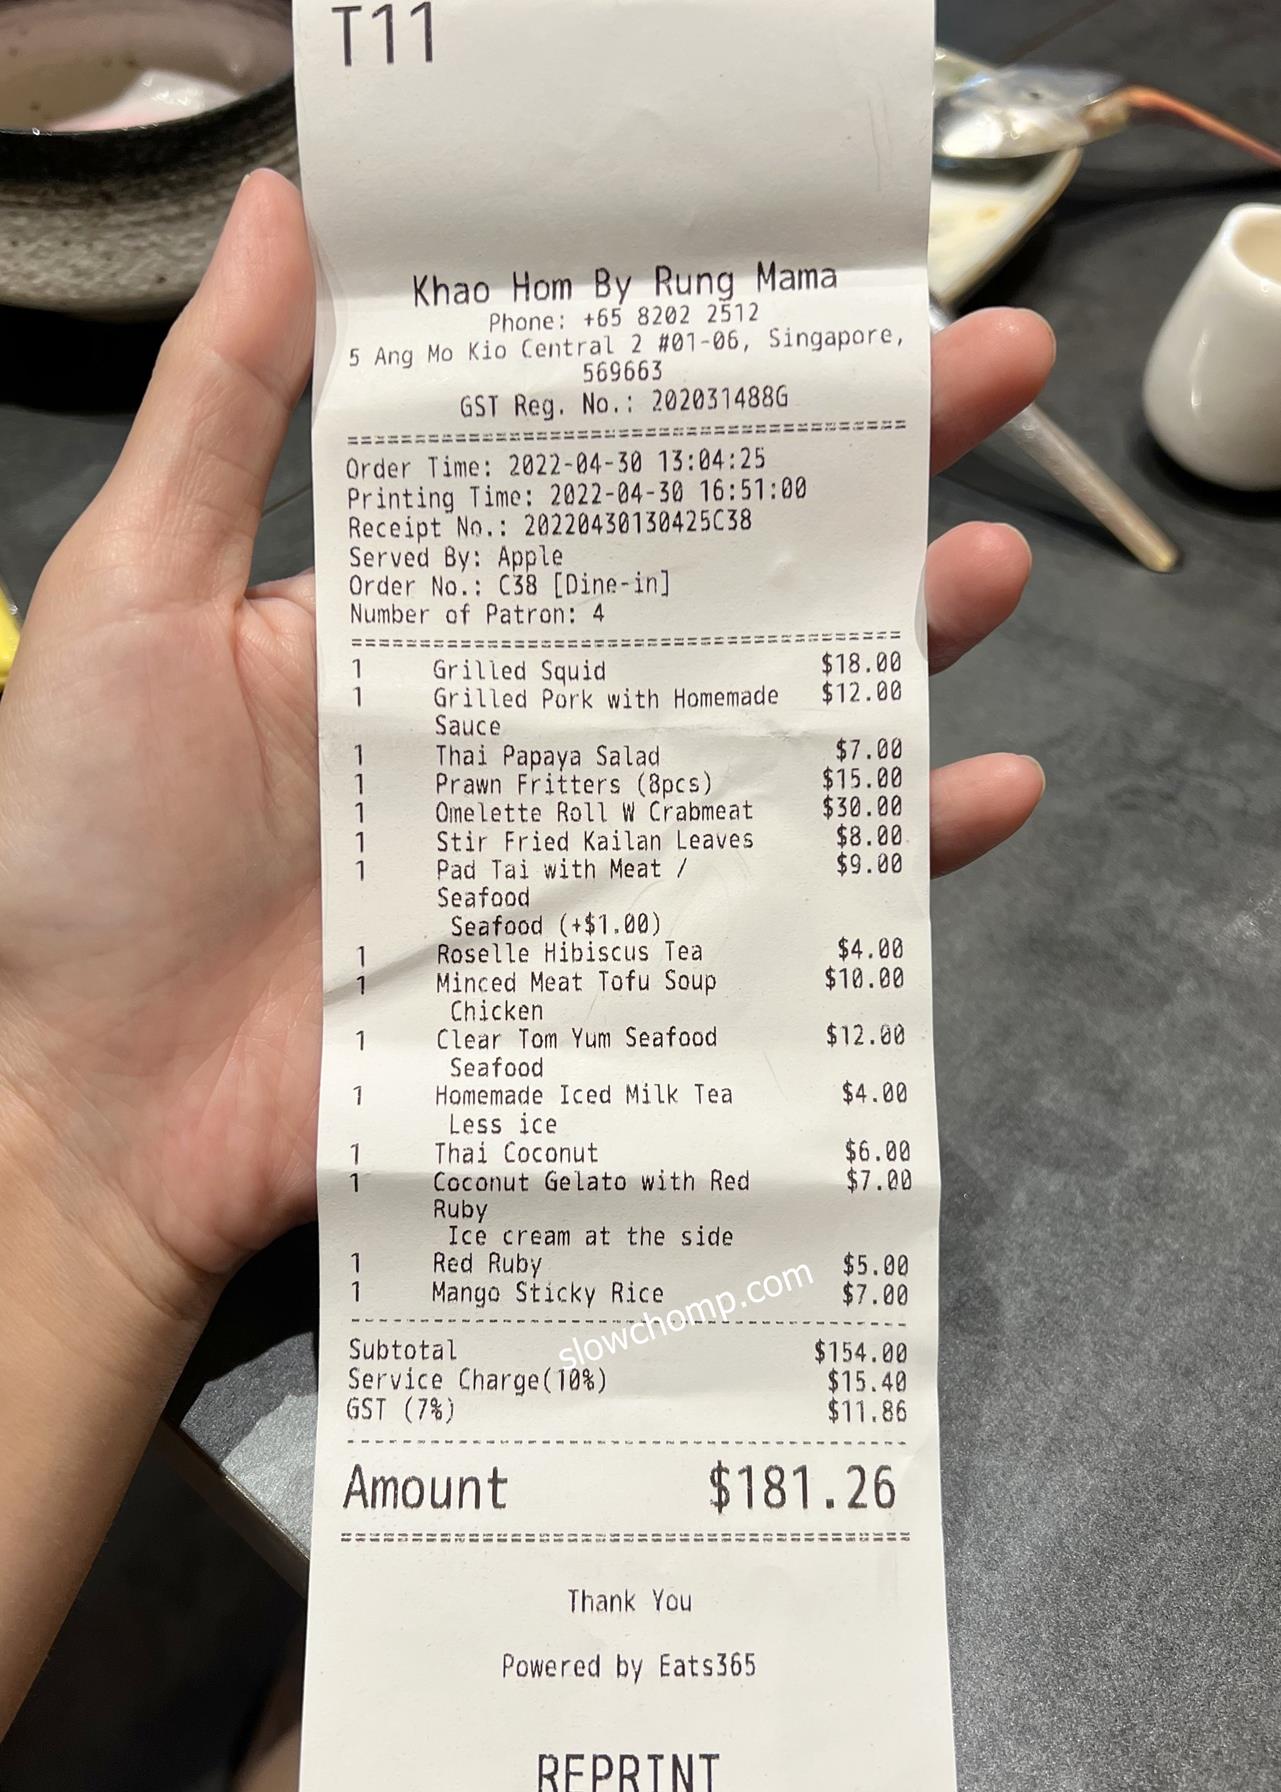 T11
Khao Hom By Rung Mama
Phone: +65 8202 2512
5 Ang Mo Kio Central 2 #01-06, Singapore,
569663
GST Reg. No.: 202031488G
Order Time: 2022-04-30 13:04:25
Printing Time: 2022-04-30 16:51:00
Receipt No.: 20220430130425C38
Served By: Apple
Order No.: C38 [Dine-in]
Number of Patron: 4
1 Grilled Squid $18.00
1 Grilled Pork with Homemade $12.00
Sauce
1 Thai Papaya Salad $7.00
1 Prawn Fritters (8pcs) $15.00
1 Omelette Roll W Crabmeat $30.00
1 Stir Fried Kailan Leaves $8.00
1 Pad Tai with Meat / $9.00
Seafood
Seafood (+$1.00)
1 Roselle Hibiscus Tea $4.00
1 Minced Meat Tofu Soup $10.00
Chicken
1 Clear Tom Yum Seafood $12.00
Seafood
1 Homemade Iced Milk Tea $4.00
Less ice
1 Thai Coconut $6.00
1 Coconut Gelato with Red $7.00
Ruby
Ice cream at the side
1 Red Ruby $5.00
1 Mango Sticky Rice $7.00
slowchomp.com
Subtotal $154.00
Service Charge(10%) $15.40
GST (7%) $11.86
Amount $181.26
Thank You
Powered by Eats365
REPRINT